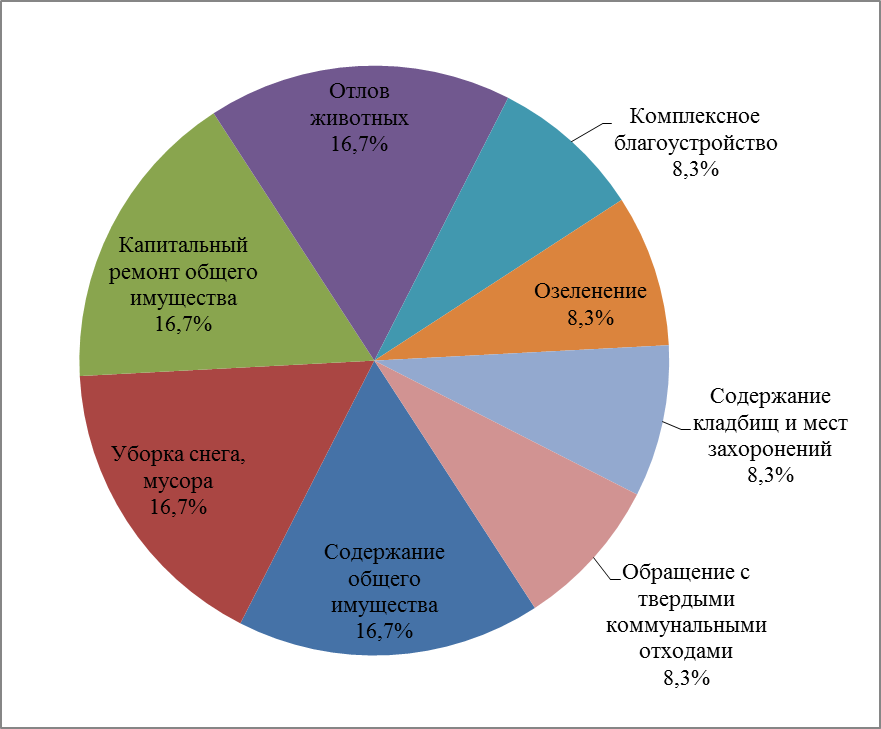 Отлов
животных
16,7%
Комплексное
благоустройство
8,3%
Озеленение
8,3%
Содержание
кладбищ и мест
захоронений
8,3%
Обращение с
твердыми
коммунальными
отходами
8,3%
Содержание
общего
имущества
16,7%
Уборка снега,
мусора
16,7%
Капитальный
ремонт общего
имущества
16,7%